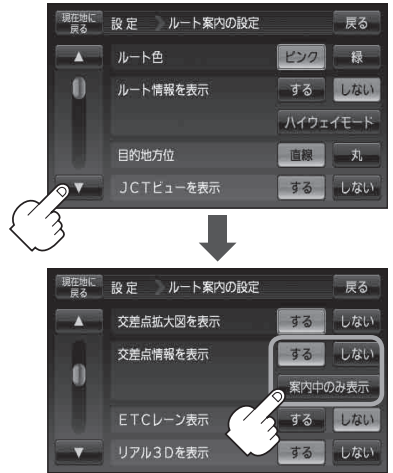 現在地に
戻る
設 定 ルート案内の設定 戻る
▲ ルート色 ピンク 緑
ルート情報を表示 する しない
ハイウェイモード
目的地方位 直線 丸
▼ JCTビューを表示 する しない
現在地に
戻る
設 定 ルート案内の設定 戻る
▲ 交差点拡大図を表示 する しない
交差点情報を表示 する しない
案内中のみ表示
ETCレーン表示 する しない
▼ リアル3Dを表示 する しない